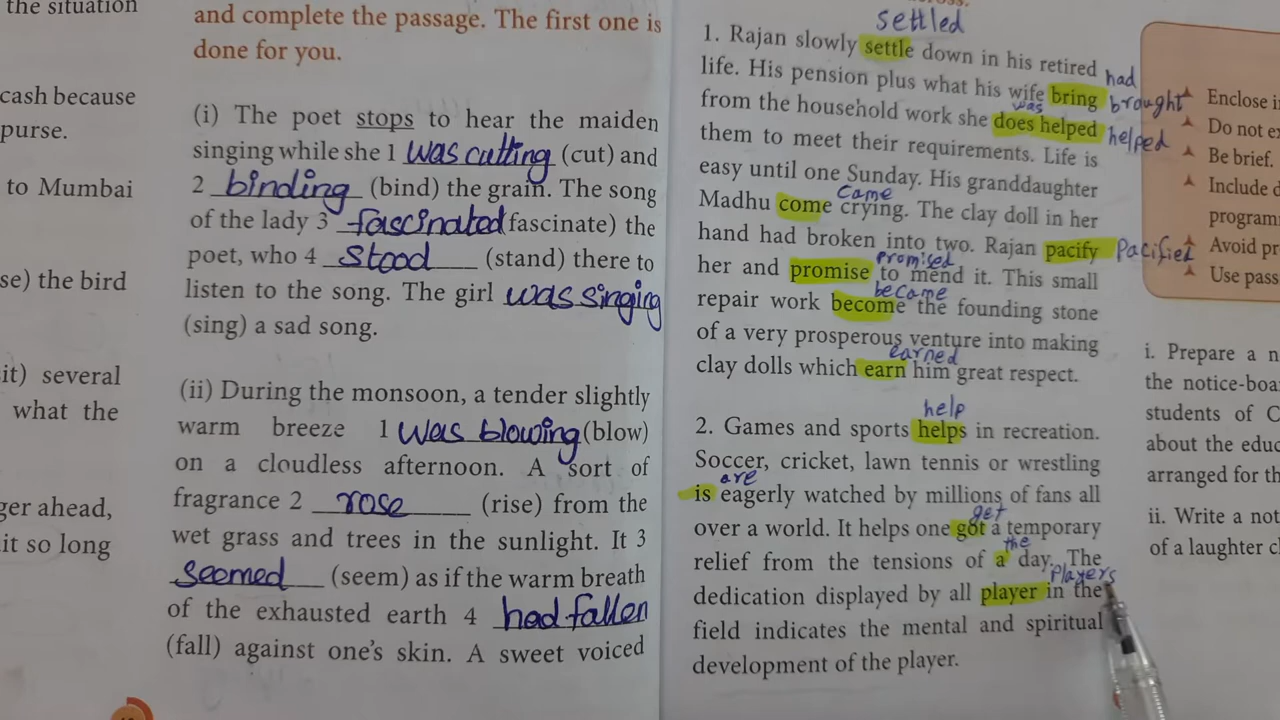 the situation
cash because
purse.
to Mumbai
se) the bird
it) several
what the
ger ahead,
it so long
and complete the passage. The first one is
done for you.
(i) The poet stops to hear the maiden
singing while she 1 was cutting (cut) and
2 binding (bind) the grain. The song
of the lady 3 fascinated (fascinate) the
poet, who 4 stood (stand) there to
listen to the song. The girl was singing
(sing) a sad song.
(ii) During the monsoon, a tender slightly
warm breeze 1 was blowing (blow)
on a cloudless afternoon. A sort of
fragrance 2 rose (rise) from the
wet grass and trees in the sunlight. It 3
seemed (seem) as if the warm breath
of the exhausted earth 4 had fallen
(fall) against one's skin. A sweet voiced
settled
1. Rajan slowly settle down in his retired
had
life. His pension plus what his wife bring brought
was
from the household work she does helped helped
them to meet their requirements. Life is
easy until one Sunday. His granddaughter
came
Madhu come crying. The clay doll in her
hand had broken into two. Rajan pacify Pacified
promised
her and promise to mend it. This small
became
repair work become the founding stone
of a very prosperous venture into making
earned
clay dolls which earn him great respect.
help
2. Games and sports helps in recreation.
Soccer, cricket, lawn tennis or wrestling
are
is eagerly watched by millions of fans all
get
over a world. It helps one got a temporary
the
relief from the tensions of a day. The
players
dedication displayed by all player in the
field indicates the mental and spiritual
development of the player.
Enclose i
Do not e
Be brief.
Include d
program
Avoid pr
Use pass
i. Prepare a n
the notice-boa
students of C
about the educ
arranged for th
ii. Write a not
of a laughter c